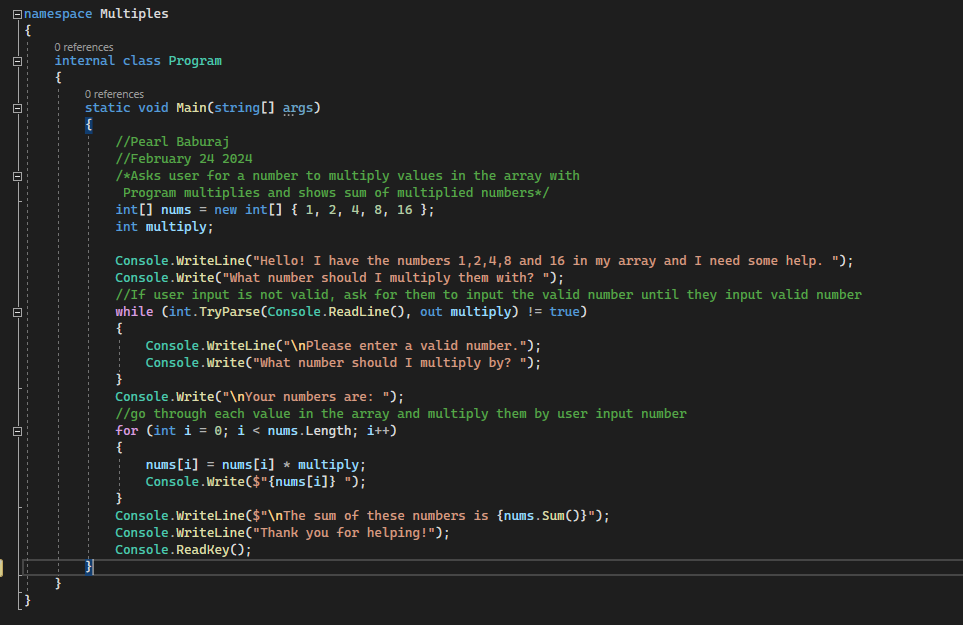 namespace Multiples
{
0 references
internal class Program
{
0 references
static void Main(string[] args)
{
//Pearl Baburaj
//February 24 2024
/*Asks user for a number to multiply values in the array with
Program multiplies and shows sum of multiplied numbers*/
int[] nums = new int[] { 1, 2, 4, 8, 16 };
int multiply;
Console.WriteLine("Hello! I have the numbers 1,2,4,8 and 16 in my array and I need some help. ");
Console.Write("What number should I multiply them with? ");
//If user input is not valid, ask for them to input the valid number until they input valid number
while (int.TryParse(Console.ReadLine(), out multiply) != true)
{
Console.WriteLine("\nPlease enter a valid number.");
Console.Write("What number should I multiply by? ");
}
Console.Write("\nYour numbers are: ");
//go through each value in the array and multiply them by user input number
for (int i = 0; i < nums.Length; i++)
{
nums[i] = nums[i] * multiply;
Console.Write($"{nums[i]} ");
}
Console.WriteLine($"\nThe sum of these numbers is {nums.Sum()}");
Console.WriteLine("Thank you for helping!");
Console.ReadKey();
}
}
}